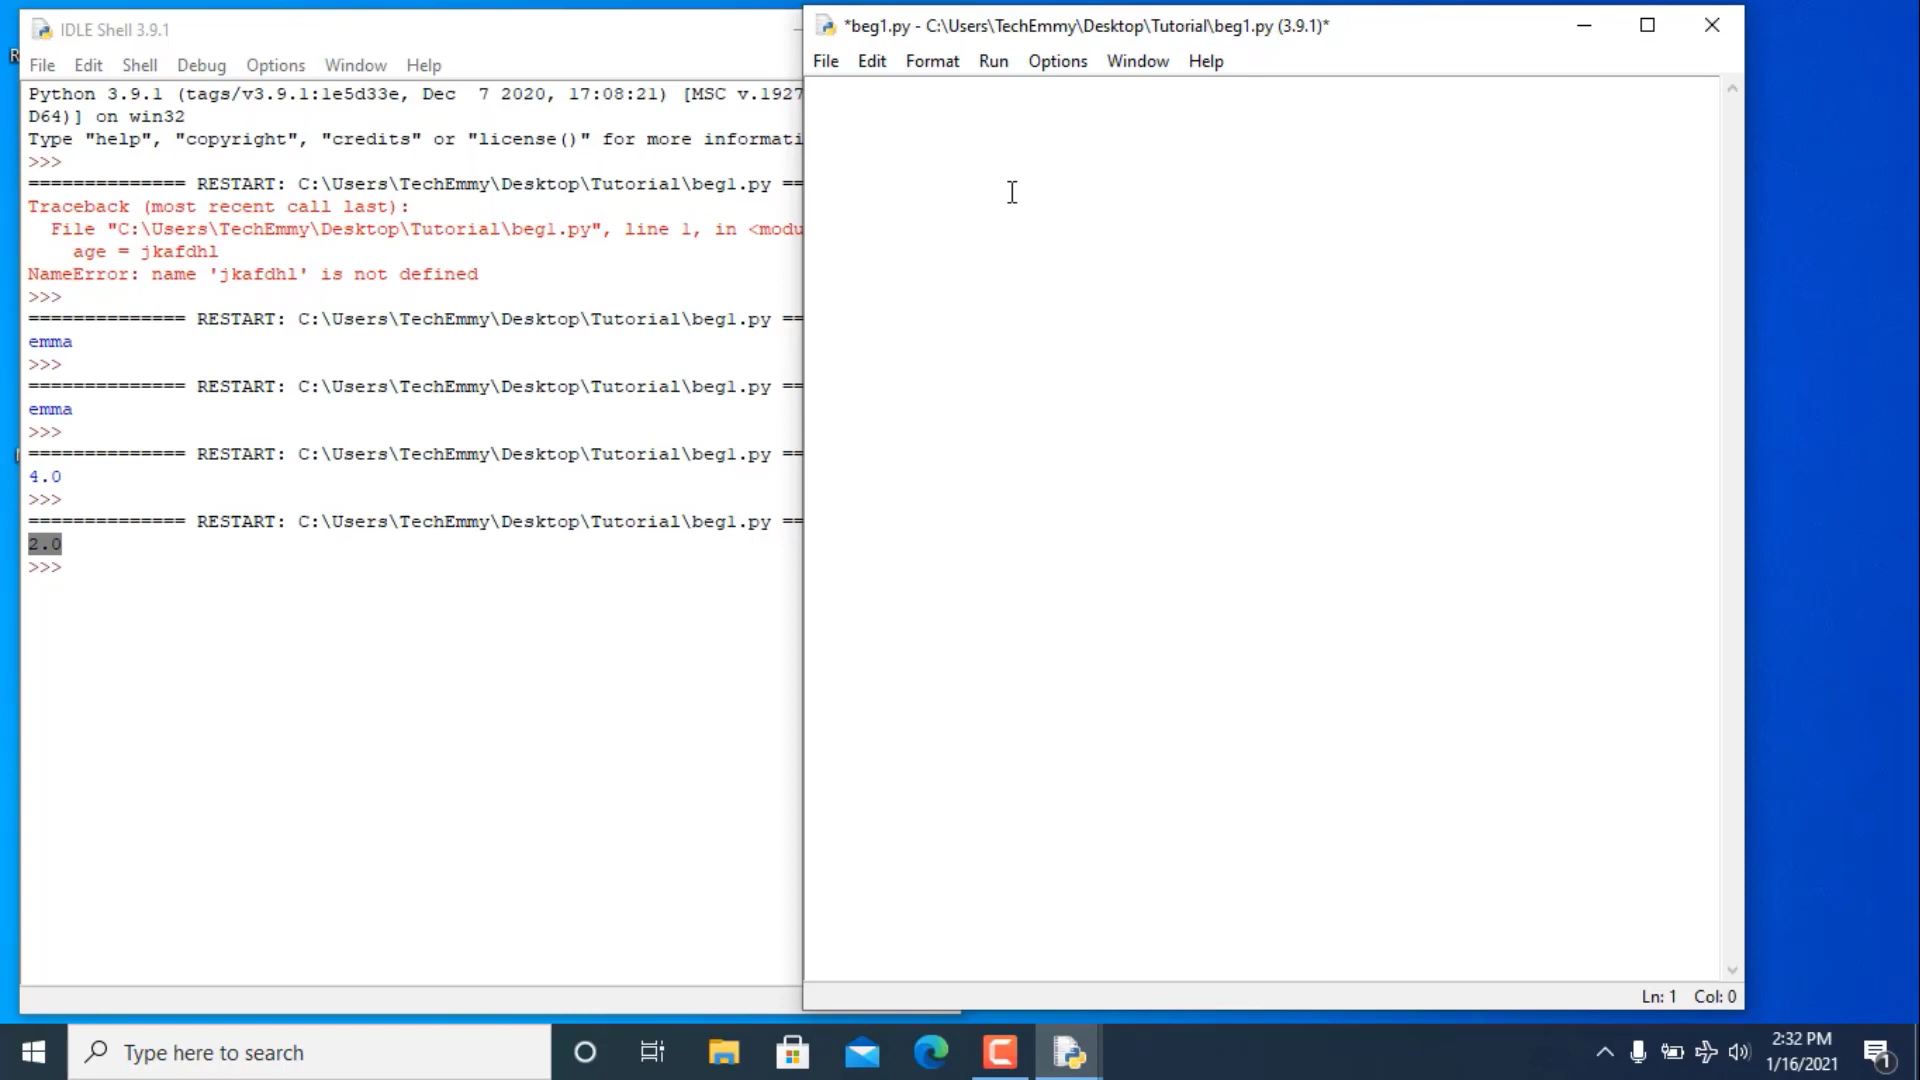 IDLE Shell 3.9.1
File Edit Shell Debug Options Window Help
Python 3.9.1 (tags/v3.9.1:1e5d33e, Dec  7 2020, 17:08:21) [MSC v.1927
D64)] on win32
Type "help", "copyright", "credits" or "license()" for more informati
>>>
============== RESTART: C:\Users\TechEmmy\Desktop\Tutorial\beg1.py ==
Traceback (most recent call last):
  File "C:\Users\TechEmmy\Desktop\Tutorial\beg1.py", line 1, in <modu
    age = jkafdhl
NameError: name 'jkafdhl' is not defined
>>>
============== RESTART: C:\Users\TechEmmy\Desktop\Tutorial\beg1.py ==
emma
>>>
============== RESTART: C:\Users\TechEmmy\Desktop\Tutorial\beg1.py ==
emma
>>>
============== RESTART: C:\Users\TechEmmy\Desktop\Tutorial\beg1.py ==
4.0
>>>
============== RESTART: C:\Users\TechEmmy\Desktop\Tutorial\beg1.py ==
2.0
>>>
*beg1.py - C:\Users\TechEmmy\Desktop\Tutorial\beg1.py (3.9.1)*
File Edit Format Run Options Window Help
Ln: 1 Col: 0
Type here to search
2:32 PM
1/16/2021
1